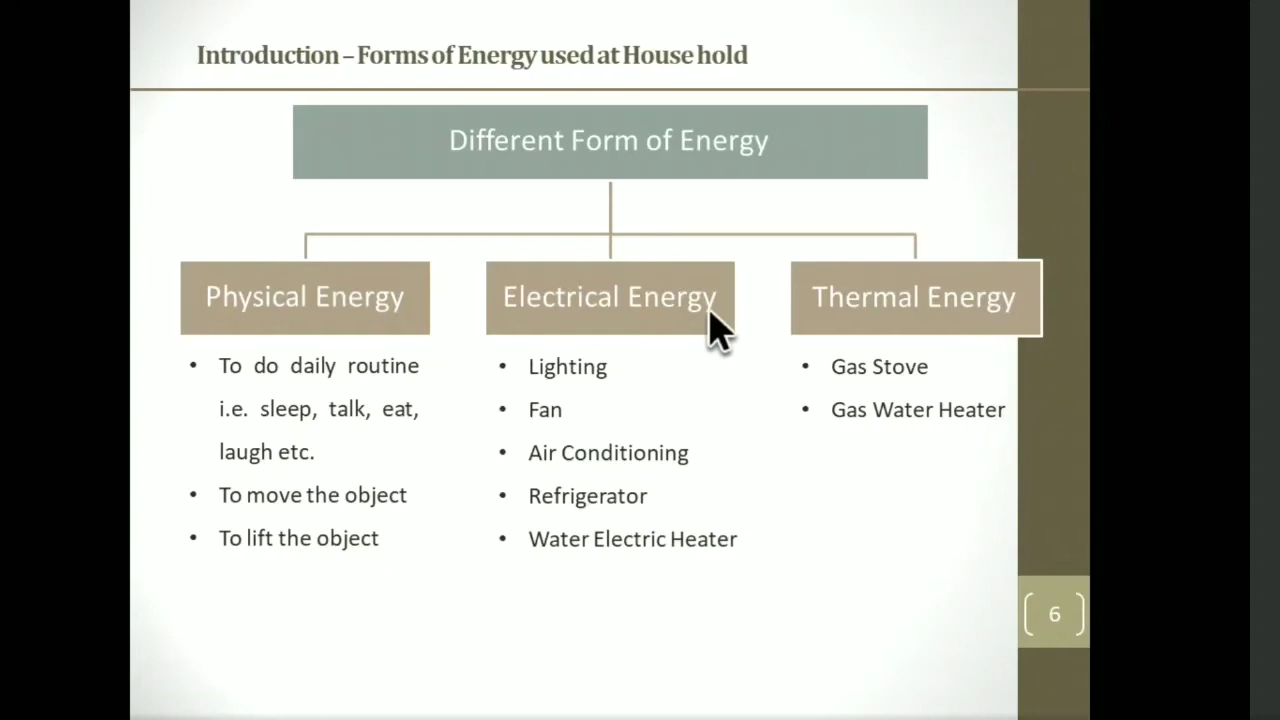 Introduction – Forms of Energy used at House hold
Different Form of Energy
Physical Energy
• To do daily routine
i.e. sleep, talk, eat,
laugh etc.
• To move the object
• To lift the object
Electrical Energy
• Lighting
• Fan
• Air Conditioning
• Refrigerator
• Water Electric Heater
Thermal Energy
• Gas Stove
• Gas Water Heater
6